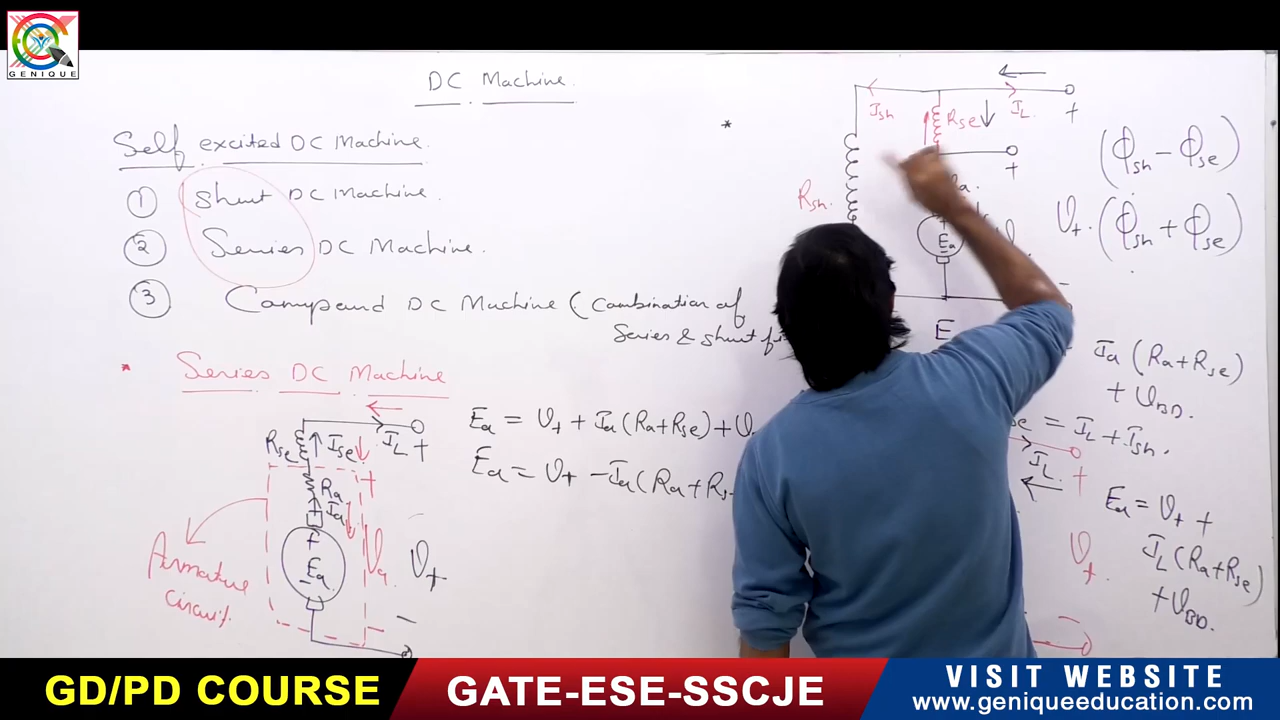 GENIQUE
DC Machine
Self excited DC Machine
① Shunt DC Machine
② Series DC Machine
③ Compound DC Machine (Combination of
Series & shunt
* Series DC Machine
Ea = Vt + Ia (Ra+Rse) + V
Ea = Vt - Ia (Ra+Rs
Rse Ise IL +
Ra +
Ia
+
Ea Va Vt
-
Armature
circuit
*
Ish Rse IL +
+
Rsh Ra
+
Ea
-
E
(Φsh - Φse)
Vt (Φsh + Φse)
Ia (Ra+Rse)
+ VBD.
se = IL + Ish.
IL +
Vt
Ea = Vt +
IL (Ra+Rse)
+VBD.
GD/PD COURSE
GATE-ESE-SSCJE
VISIT WEBSITE
www.geniqueeducation.com